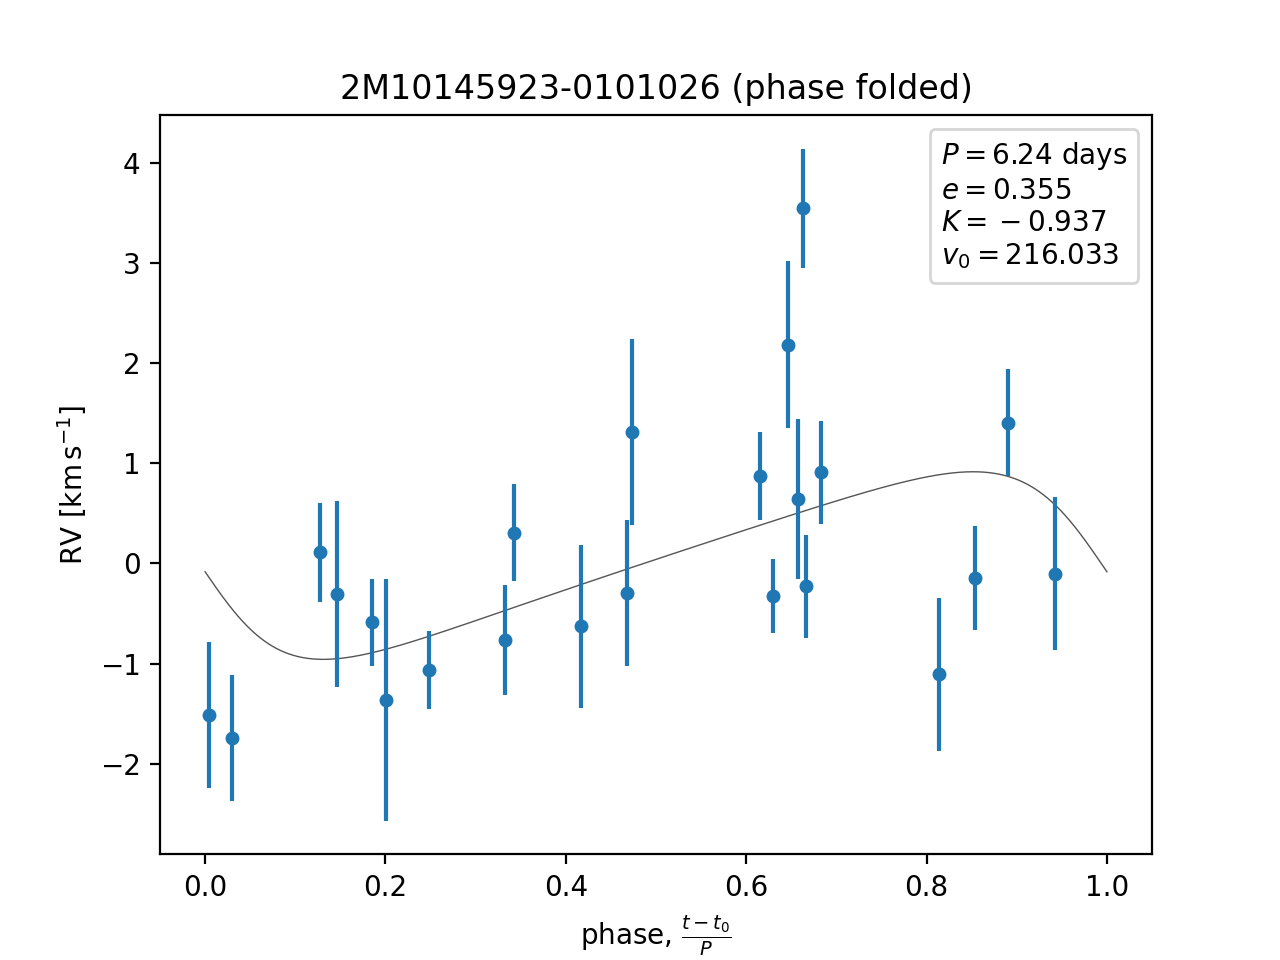 2M10145923-0101026 (phase folded)
P = 6.24 days
e = 0.355
K = −0.937
v₀ = 216.033
4
3
2
1
0
−1
−2
RV [km s⁻¹]
0.0 0.2 0.4 0.6 0.8 1.0
phase, (t − t₀)/P